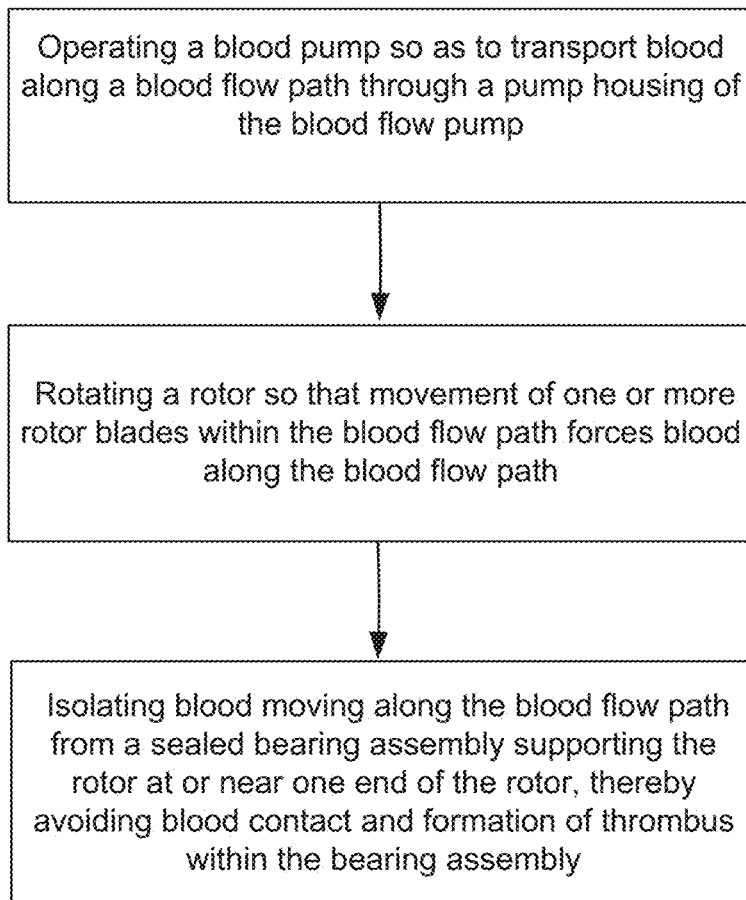 Operating a blood pump so as to transport blood
along a blood flow path through a pump housing of
the blood flow pump
Rotating a rotor so that movement of one or more
rotor blades within the blood flow path forces blood
along the blood flow path
Isolating blood moving along the blood flow path
from a sealed bearing assembly supporting the
rotor at or near one end of the rotor, thereby
avoiding blood contact and formation of thrombus
within the bearing assembly